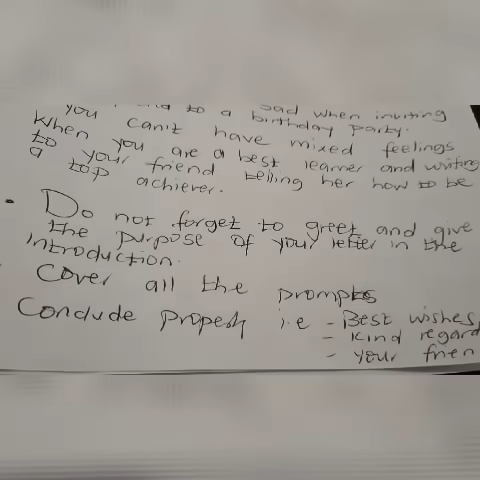 you to a sad when inviting
you can't have mixed feelings
a birthday party.
When you are a best learner and writing
to your friend telling her how to be
a top achiever.
• Do not forget to greet and give
the purpose of your letter in the
introduction.
Cover all the prompts
Conclude properly i.e - Best wishes,
- Kind regard
- Your frien